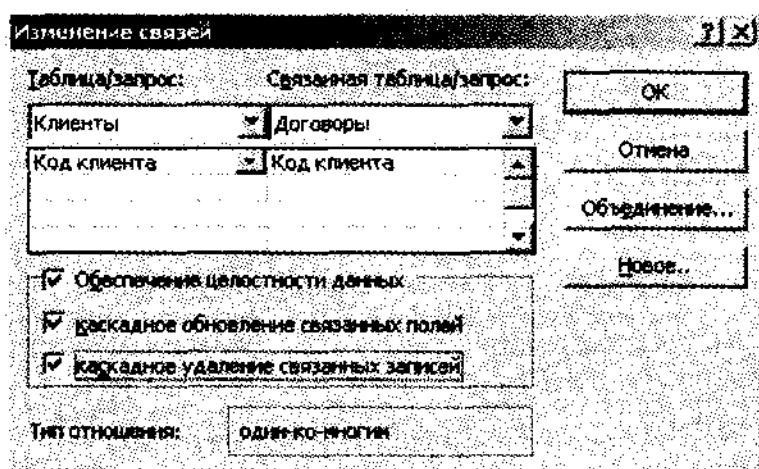 Изменение связей
Таблица/запрос: Связанная таблица/запрос:
Клиенты Договоры
Код клиента Код клиента
Обеспечение целостности данных
каскадное обновление связанных полей
каскадное удаление связанных записей
Тип отношения: один-ко-многим
ОК
Отмена
Объединение...
Новое..